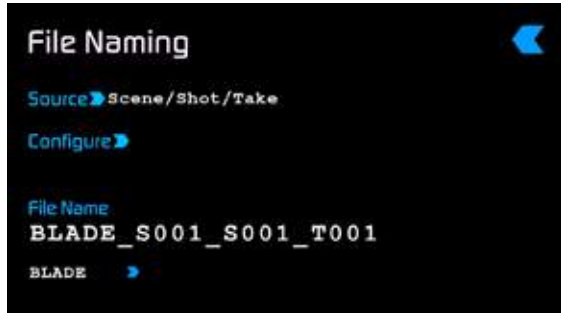 File Naming
Source Scene/Shot/Take
Configure
File Name
BLADE_S001_S001_T001
BLADE